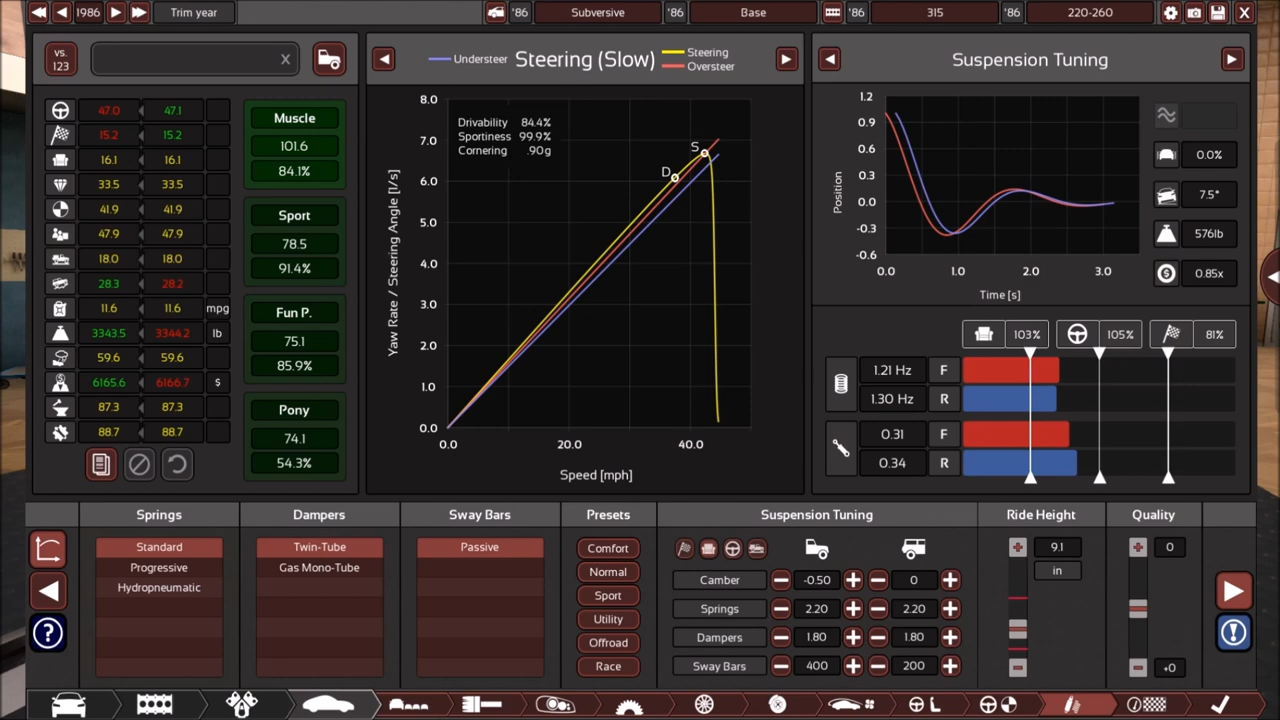 1986 Trim year '86 Subversive '86 Base '86 315 '86 220-260 X
vs.
123
x
47.0 47.1
15.2 15.2
16.1 16.1
33.5 33.5
41.9 41.9
47.9 47.9
18.0 18.0
28.3 28.2
11.6 11.6 mpg
3343.5 3344.2 lb
59.6 59.6
6165.6 6166.7 $
87.3 87.3
88.7 88.7
Muscle
101.6
84.1%
Sport
78.5
91.4%
Fun P.
75.1
85.9%
Pony
74.1
54.3%
Understeer
Steering (Slow)
Steering
Oversteer
Drivability 84.4%
Sportiness 99.9%
Cornering .90g
8.0
7.0
6.0
5.0
4.0
3.0
2.0
1.0
0.0
Yaw Rate / Steering Angle [1/s]
D
S
0.0 20.0 40.0
Speed [mph]
Suspension Tuning
1.2
0.9
0.6
0.3
0.0
-0.3
-0.6
Position
0.0 1.0 2.0 3.0
Time [s]
0.0%
7.5°
576lb
$ 0.85x
103% 105% 81%
1.21 Hz F
1.30 Hz R
0.31 F
0.34 R
Springs
Standard
Progressive
Hydropneumatic
Dampers
Twin-Tube
Gas Mono-Tube
Sway Bars
Passive
Presets
Comfort
Normal
Sport
Utility
Offroad
Race
Suspension Tuning
Camber - -0.50 + - 0 +
Springs - 2.20 + - 2.20 +
Dampers - 1.80 + - 1.80 +
Sway Bars - 400 + - 200 +
Ride Height
+ 9.1
in
-
Quality
+ 0
- +0
?
!